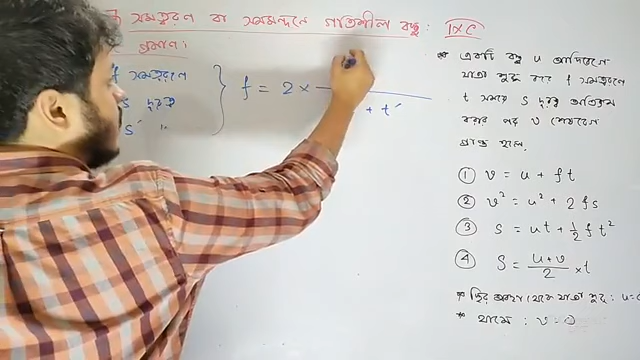 সমত্বরণ বা সমমন্দনে গতিশীল বস্তু : IXC
প্রমাণ :
f সমত্বরণে
s দূরত্ব
s′ "
f = 2 ×
+ t′
* একটি বস্তু u আদিবেগে
যাত্রা শুরু করে f সমত্বরণে
t সময়ে s দূরত্ব অতিক্রম
করার পর v শেষবেগ
প্রাপ্ত হলে,
① v = u + ft
② v² = u² + 2fs
③ s = ut + ½ft²
④ S = (u+v)/2 × t
* স্থির অবস্থা থেকে যাত্রা শুরু : u=0
* থামে : v = 0